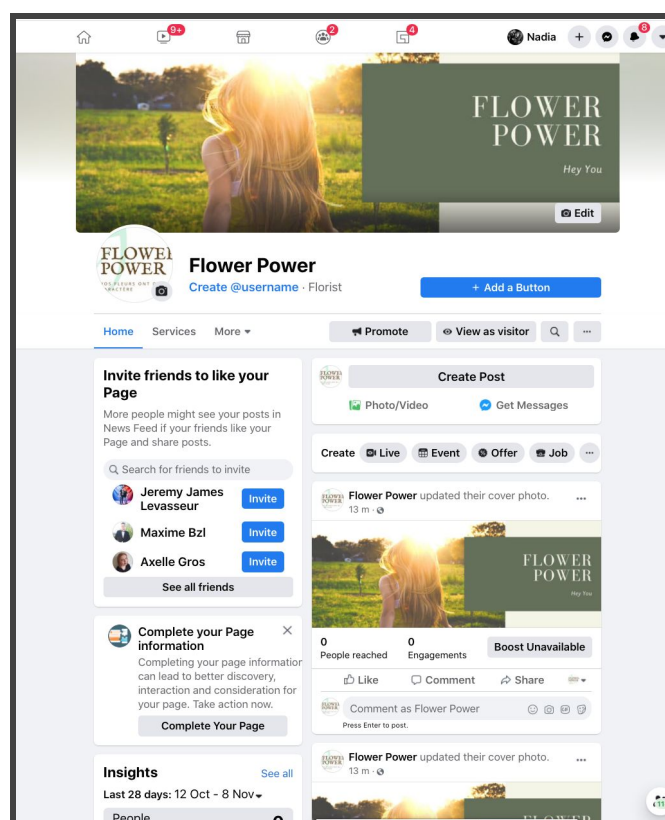 9+
2
4
Nadia
8
FLOWER
POWER
Hey You
Edit
FLOWE
POWER
Flower Power
Create @username · Florist
+ Add a Button
Home Services More
Promote
View as visitor
Invite friends to like your
Page
More people might see your posts in
News Feed if your friends like your
Page and share posts.
Search for friends to invite
Jeremy James
Levasseur
Invite
Maxime Bzl
Invite
Axelle Gros
Invite
See all friends
Complete your Page
information
Completing your page information
can lead to better discovery,
interaction and consideration for
your page. Take action now.
Complete Your Page
Insights
See all
Last 28 days: 12 Oct - 8 Nov
People
0
Create Post
Photo/Video
Get Messages
Create Live Event Offer Job
Flower Power updated their cover photo.
13 m ·
FLOWER
POWER
Hey You
0
People reached
0
Engagements
Boost Unavailable
Like Comment Share
Comment as Flower Power
GIF
Press Enter to post.
Flower Power updated their cover photo.
13 m ·
FLOWER